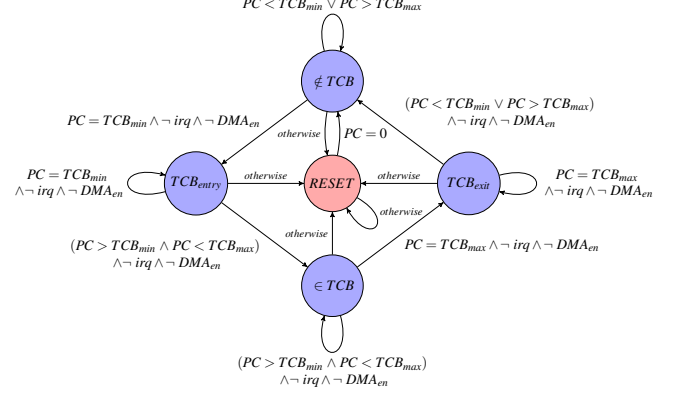 PC < TCB_min ∨ PC > TCB_max
∉ TCB
(PC < TCB_min ∨ PC > TCB_max)
∧¬ irq ∧¬ DMA_en
PC = TCB_min ∧¬ irq ∧¬ DMA_en
otherwise
PC = 0
PC = TCB_min
∧¬ irq ∧¬ DMA_en
TCB_entry
otherwise
RESET
otherwise
TCB_exit
PC = TCB_max
∧¬ irq ∧¬ DMA_en
otherwise
otherwise
(PC > TCB_min ∧ PC < TCB_max)
∧¬ irq ∧¬ DMA_en
PC = TCB_max ∧¬ irq ∧¬ DMA_en
∈ TCB
(PC > TCB_min ∧ PC < TCB_max)
∧¬ irq ∧¬ DMA_en